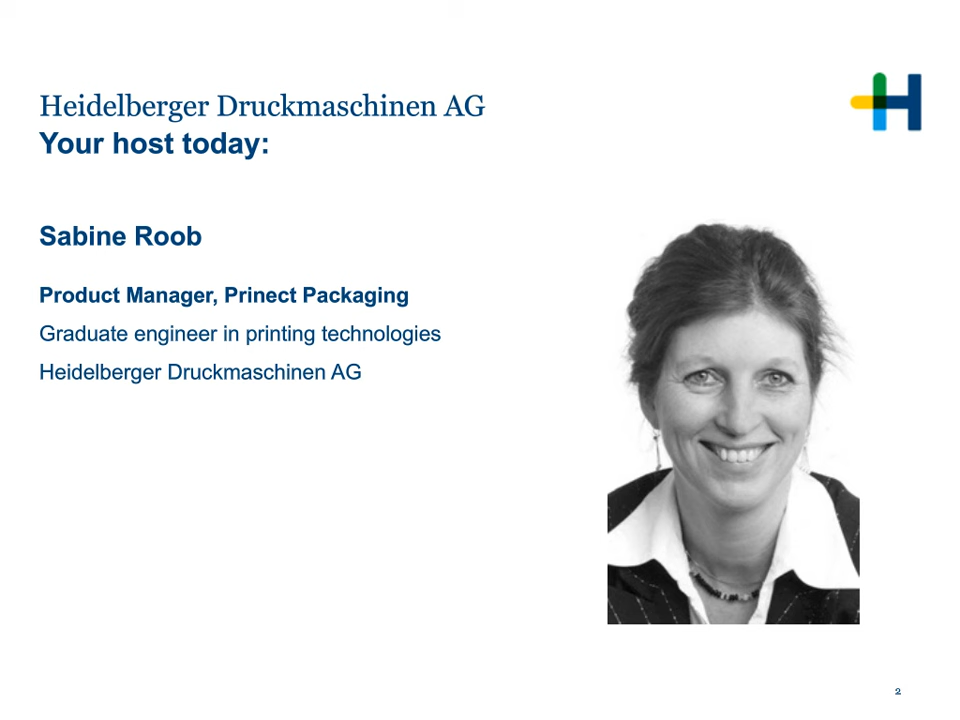 Heidelberger Druckmaschinen AG
Your host today:
Sabine Roob
Product Manager, Prinect Packaging
Graduate engineer in printing technologies
Heidelberger Druckmaschinen AG
2